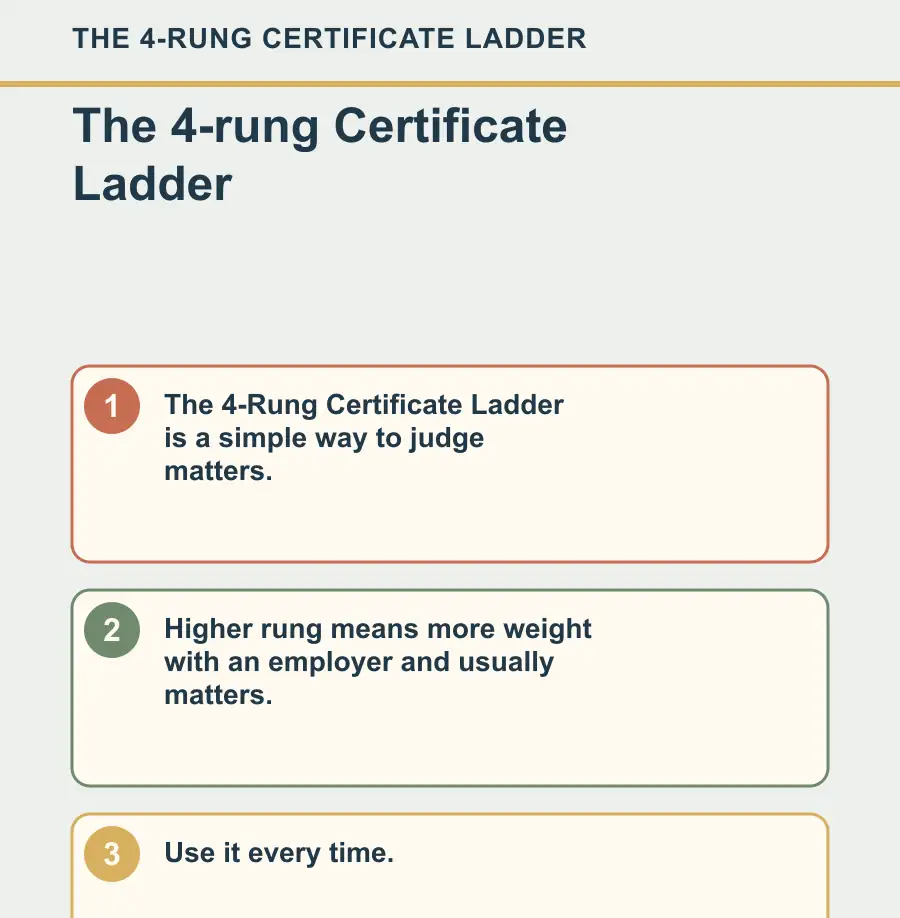 THE 4-RUNG CERTIFICATE LADDER
The 4-rung Certificate
Ladder
1
The 4-Rung Certificate Ladder
is a simple way to judge
matters.
2
Higher rung means more weight
with an employer and usually
matters.
3
Use it every time.